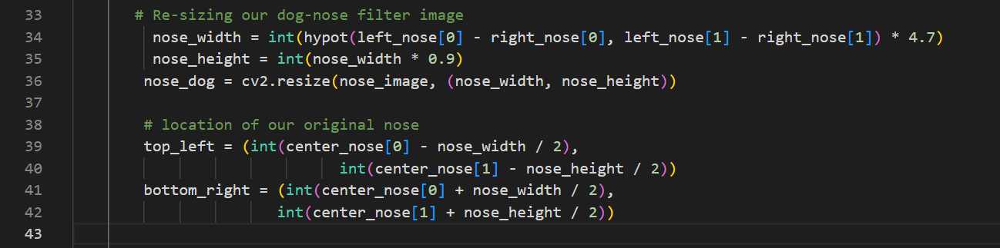 33 # Re-sizing our dog-nose filter image
34 nose_width = int(hypot(left_nose[0] - right_nose[0], left_nose[1] - right_nose[1]) * 4.7)
35 nose_height = int(nose_width * 0.9)
36 nose_dog = cv2.resize(nose_image, (nose_width, nose_height))
37
38 # location of our original nose
39 top_left = (int(center_nose[0] - nose_width / 2),
40 int(center_nose[1] - nose_height / 2))
41 bottom_right = (int(center_nose[0] + nose_width / 2),
42 int(center_nose[1] + nose_height / 2))
43